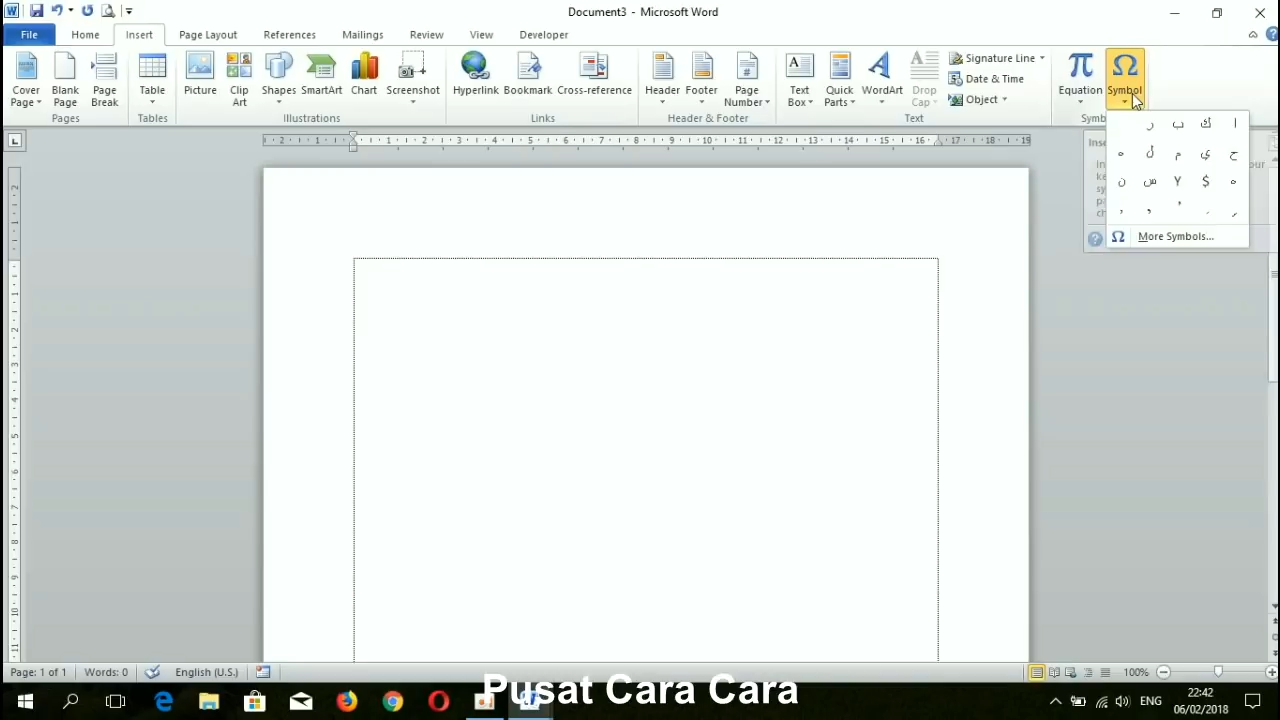 Document3 - Microsoft Word
File Home Insert Page Layout References Mailings Review View Developer
Cover Page Blank Page Page Break Table Picture Clip Art Shapes SmartArt Chart Screenshot Hyperlink Bookmark Cross-reference Header Footer Page Number Text Box Quick Parts WordArt Drop Cap Equation Symbol
Signature Line
Date & Time
Object
Pages Tables Illustrations Links Header & Footer Text
ر ب ك ا
ه ل م ي ح
ن س Y $ ه
More Symbols...
Page: 1 of 1 Words: 0 English (U.S.) 100%
Pusat Cara Cara
ENG
22:42
06/02/2018